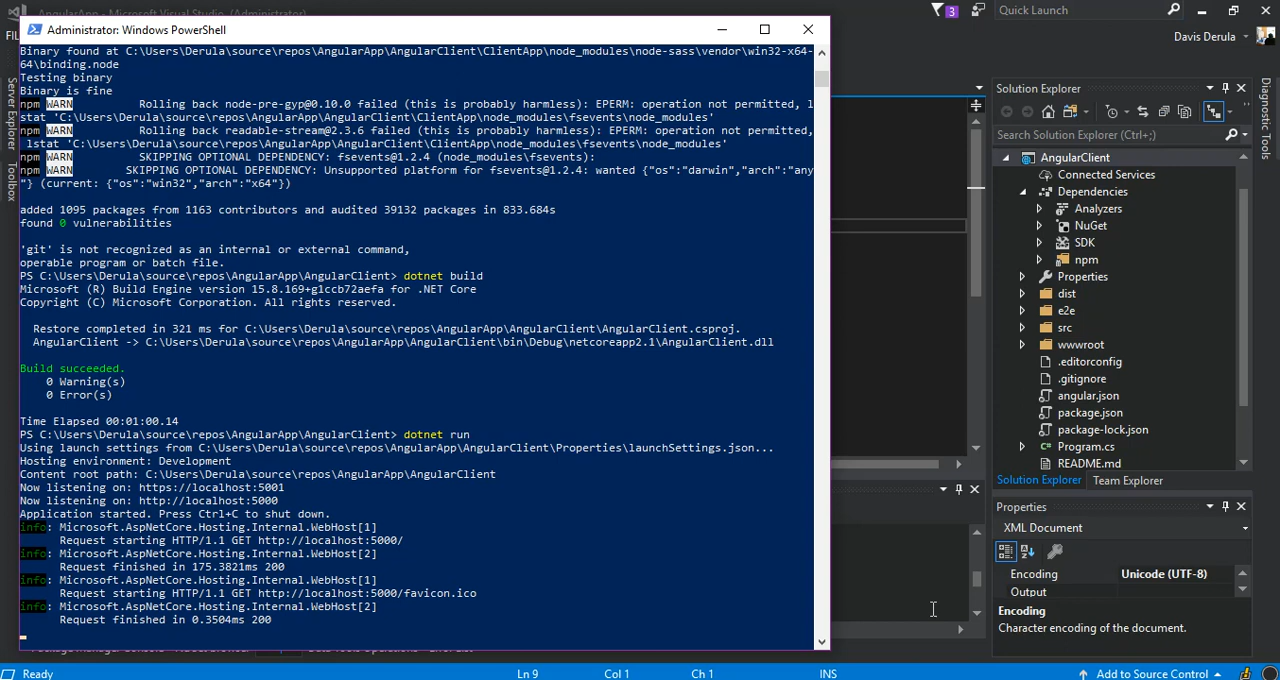 AngularApp - Microsoft Visual Studio (Administrator)
3
Quick Launch
Davis Derula
Administrator: Windows PowerShell
Server Explorer
Toolbox
Diagnostic Tools
Binary found at C:\Users\Derula\source\repos\AngularApp\AngularClient\ClientApp\node_modules\node-sass\vendor\win32-x64-
64\binding.node
Testing binary
Binary is fine
npm WARN Rolling back node-pre-gyp@0.10.0 failed (this is probably harmless): EPERM: operation not permitted, l
stat 'C:\Users\Derula\source\repos\AngularApp\AngularClient\ClientApp\node_modules\fsevents\node_modules'
npm WARN Rolling back readable-stream@2.3.6 failed (this is probably harmless): EPERM: operation not permitted,
lstat 'C:\Users\Derula\source\repos\AngularApp\AngularClient\ClientApp\node_modules\fsevents\node_modules'
npm WARN SKIPPING OPTIONAL DEPENDENCY: fsevents@1.2.4 (node_modules\fsevents):
npm WARN SKIPPING OPTIONAL DEPENDENCY: Unsupported platform for fsevents@1.2.4: wanted {"os":"darwin","arch":"any
"} (current: {"os":"win32","arch":"x64"})
added 1095 packages from 1163 contributors and audited 39132 packages in 833.684s
found 0 vulnerabilities
'git' is not recognized as an internal or external command,
operable program or batch file.
PS C:\Users\Derula\source\repos\AngularApp\AngularClient> dotnet build
Microsoft (R) Build Engine version 15.8.169+g1ccb72aefa for .NET Core
Copyright (C) Microsoft Corporation. All rights reserved.
Restore completed in 321 ms for C:\Users\Derula\source\repos\AngularApp\AngularClient\AngularClient.csproj.
AngularClient -> C:\Users\Derula\source\repos\AngularApp\AngularClient\bin\Debug\netcoreapp2.1\AngularClient.dll
Build succeeded.
0 Warning(s)
0 Error(s)
Time Elapsed 00:01:00.14
PS C:\Users\Derula\source\repos\AngularApp\AngularClient> dotnet run
Using launch settings from C:\Users\Derula\source\repos\AngularApp\AngularClient\Properties\launchSettings.json...
Hosting environment: Development
Content root path: C:\Users\Derula\source\repos\AngularApp\AngularClient
Now listening on: https://localhost:5001
Now listening on: http://localhost:5000
Application started. Press Ctrl+C to shut down.
info: Microsoft.AspNetCore.Hosting.Internal.WebHost[1]
Request starting HTTP/1.1 GET http://localhost:5000/
info: Microsoft.AspNetCore.Hosting.Internal.WebHost[2]
Request finished in 175.3821ms 200
info: Microsoft.AspNetCore.Hosting.Internal.WebHost[1]
Request starting HTTP/1.1 GET http://localhost:5000/favicon.ico
info: Microsoft.AspNetCore.Hosting.Internal.WebHost[2]
Request finished in 0.3504ms 200
Solution Explorer
Search Solution Explorer (Ctrl+;)
AngularClient
Connected Services
Dependencies
Analyzers
NuGet
SDK
npm
Properties
dist
e2e
src
wwwroot
.editorconfig
.gitignore
angular.json
package.json
package-lock.json
Program.cs
README.md
Solution Explorer Team Explorer
Properties
XML Document
Encoding Unicode (UTF-8)
Output
Encoding
Character encoding of the document.
Ready Ln 9 Col 1 Ch 1 INS Add to Source Control